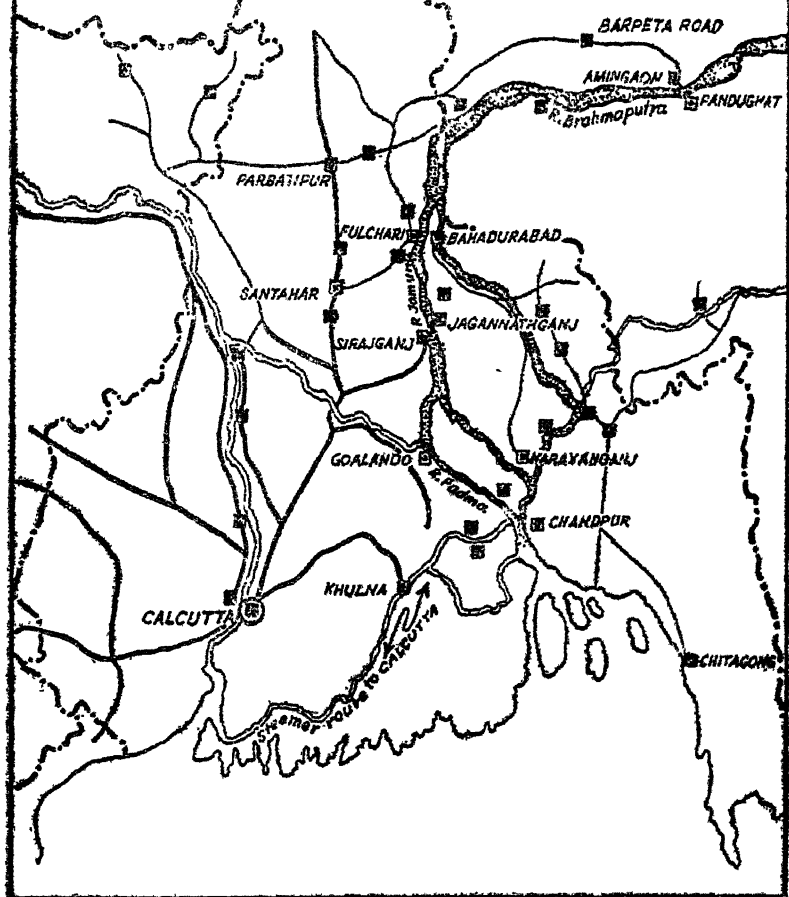 BARPETA ROAD
AMINGAON
PANDUGHAT
R. Brahmaputra
PARBATIPUR
FULCHARI
BAHADURABAD
R Jamuna
SANTAHAR
JAGANNATHGANJ
SIRAJGANJ
GOALANDO
NARAYANGANJ
R. Padma
CHANDPUR
KHULNA
CALCUTTA
Steamer route to CALCUTTA
CHITAGONG